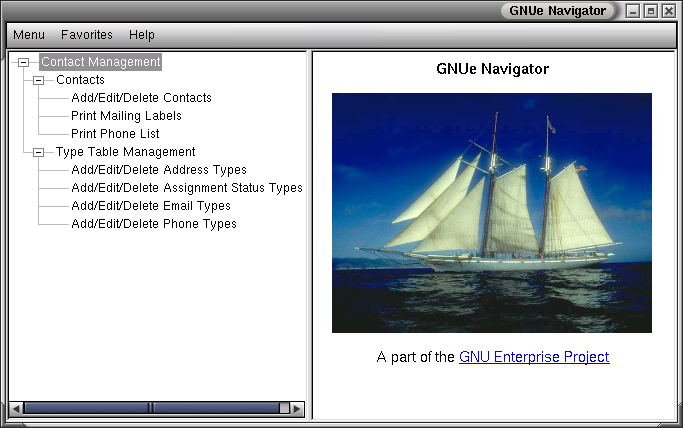 GNUe Navigator
Menu Favorites Help
Contact Management
Contacts
Add/Edit/Delete Contacts
Print Mailing Labels
Print Phone List
Type Table Management
Add/Edit/Delete Address Types
Add/Edit/Delete Assignment Status Types
Add/Edit/Delete Email Types
Add/Edit/Delete Phone Types
GNUe Navigator
A part of the GNU Enterprise Project